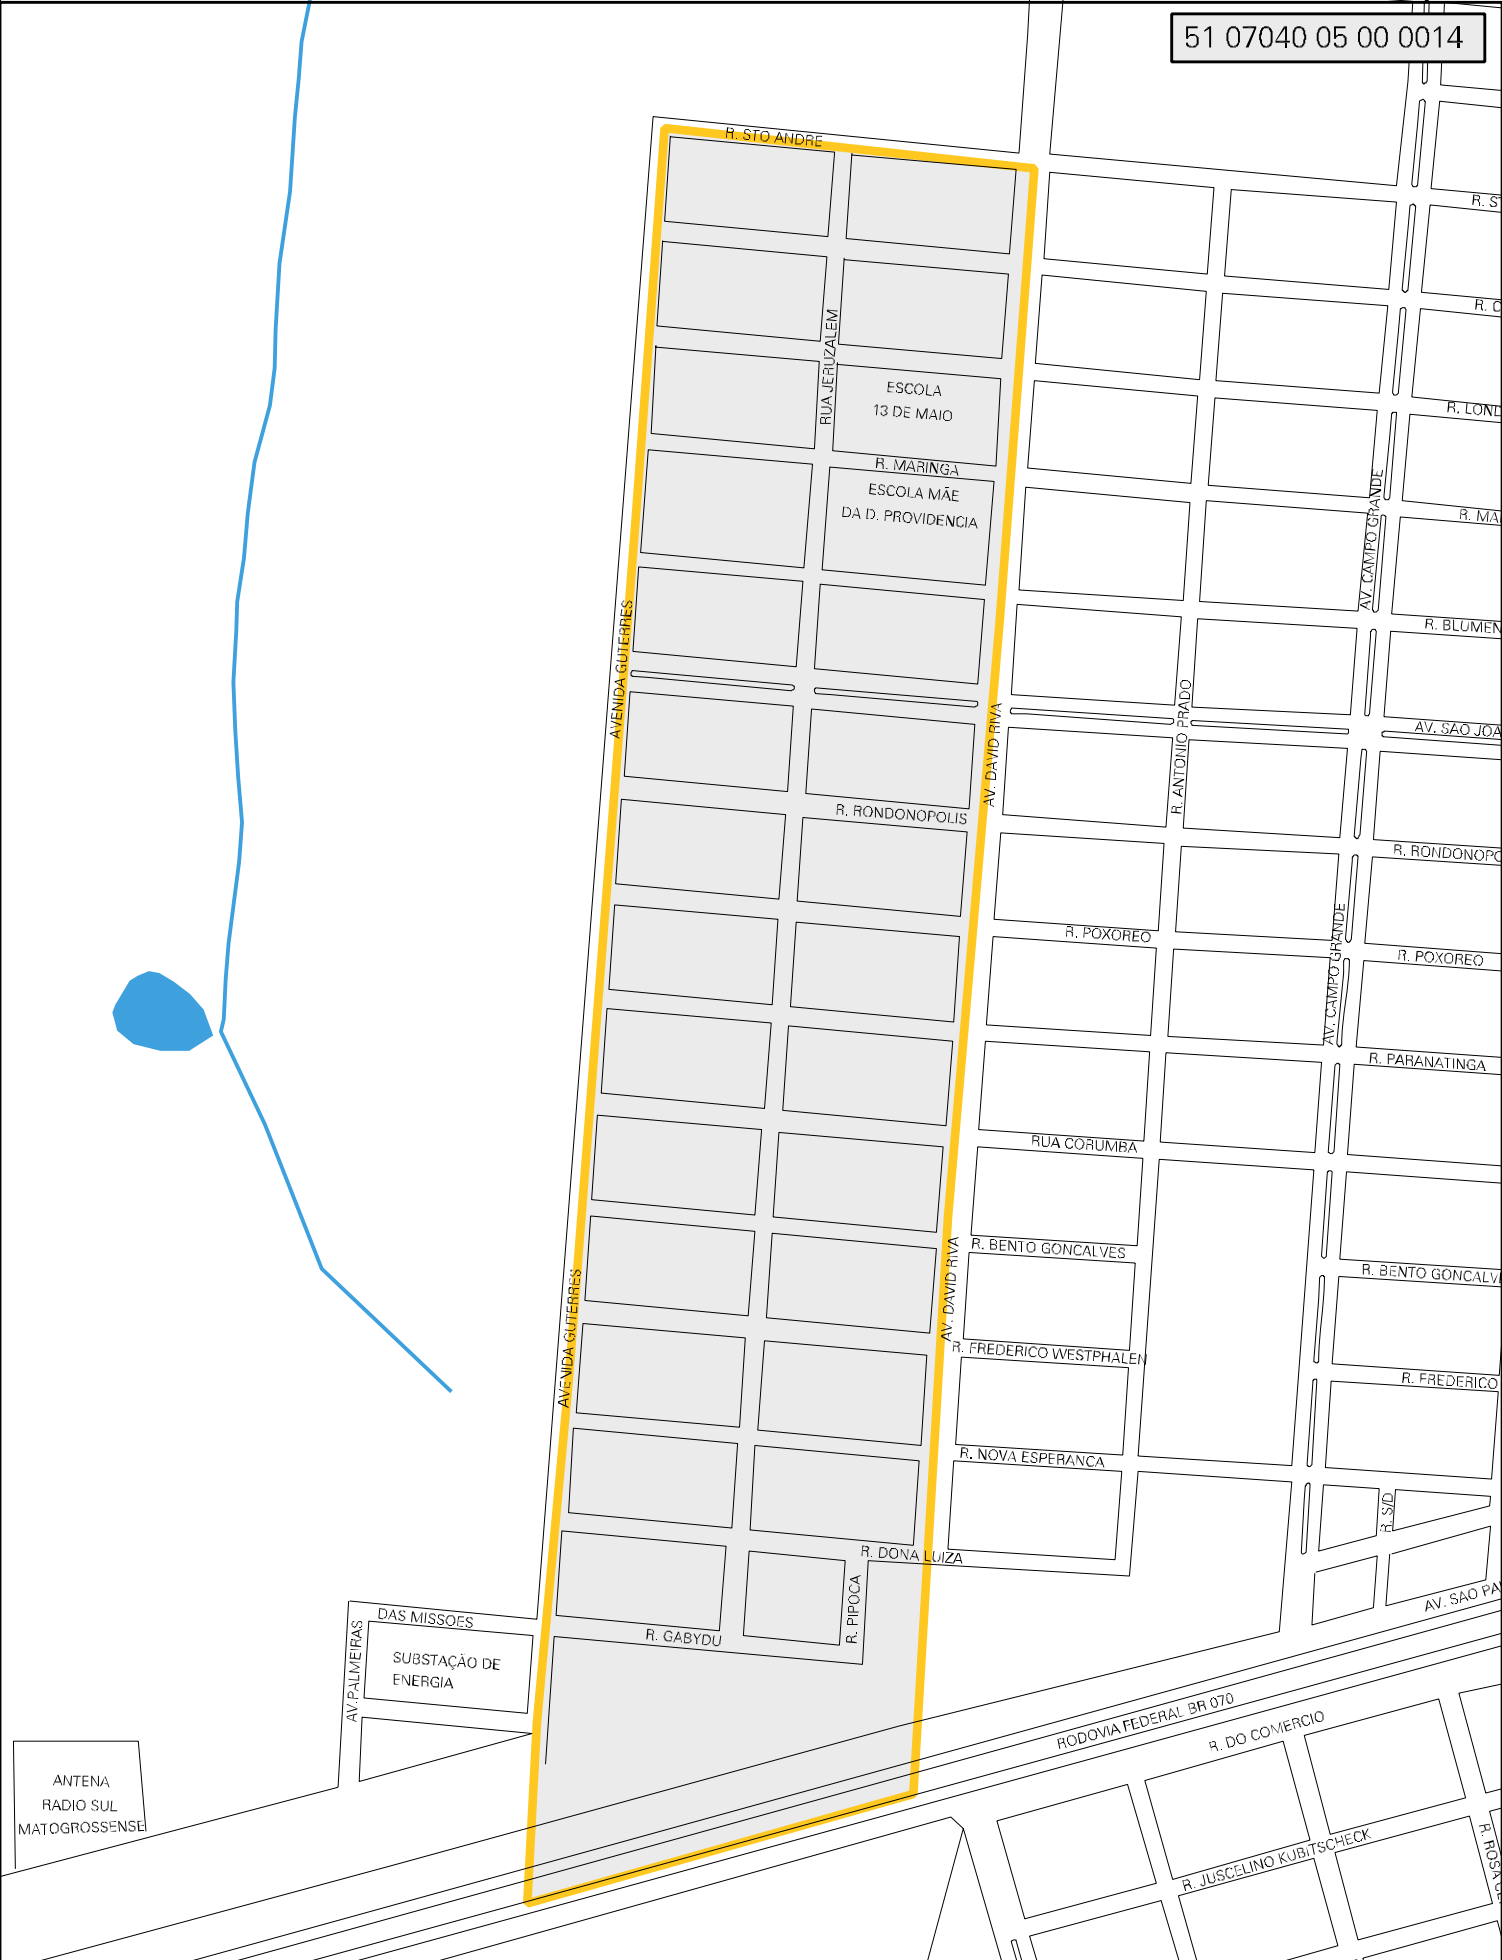 51 07040 05 00 0014
R. STO ANDRE
RUA JERUZALEM
ESCOLA
13 DE MAIO
R. MARINGA
ESCOLA MÃE
DA D. PROVIDENCIA
R. LOND
AV. CAMPO GRANDE
R. BLUMEN
AVENIDA GUTERRES
AV. DAVID RIVA
R. ANTONIO PRADO
AV. SAO JOA
R. RONDONOPOLIS
R. RONDONOPO
R. POXOREO
R. POXOREO
AV. CAMPO GRANDE
R. PARANATINGA
RUA CORUMBA
R. BENTO GONCALVES
R. BENTO GONCALV
AVENIDA GUTERRES
AV. DAVID RIVA
R. FREDERICO WESTPHALEN
R. FREDERICO
R. NOVA ESPERANCA
R. S/D
R. DONA LUIZA
R. PIPOCA
R. GABYDU
AV. SAO PA
DAS MISSOES
AV.PALMEIRAS
SUBSTAÇÃO DE
ENERGIA
RODOVIA FEDERAL BR 070
R. DO COMERCIO
ANTENA
RADIO SUL
MATOGROSSENSE
R. JUSCELINO KUBITSCHECK
R. ROSA